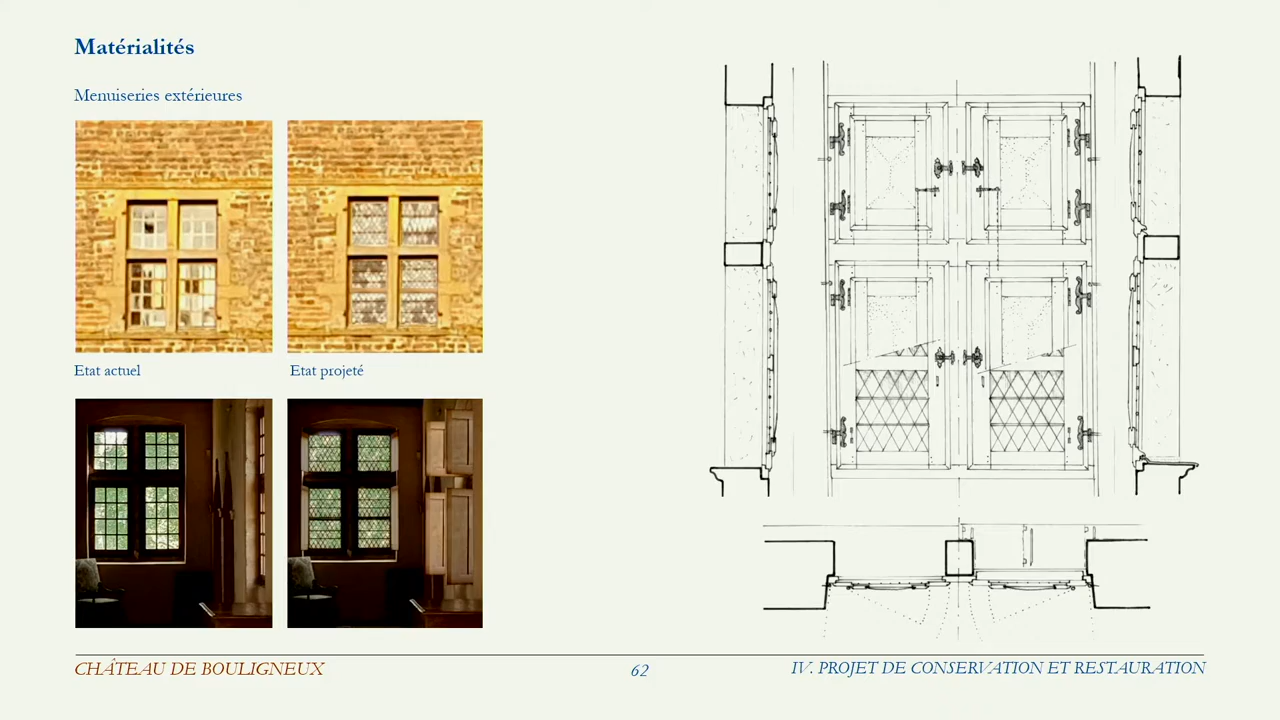 Matérialités
Menuiseries extérieures
Etat actuel
Etat projeté
CHÂTEAU DE BOULIGNEUX
62
IV. PROJET DE CONSERVATION ET RESTAURATION